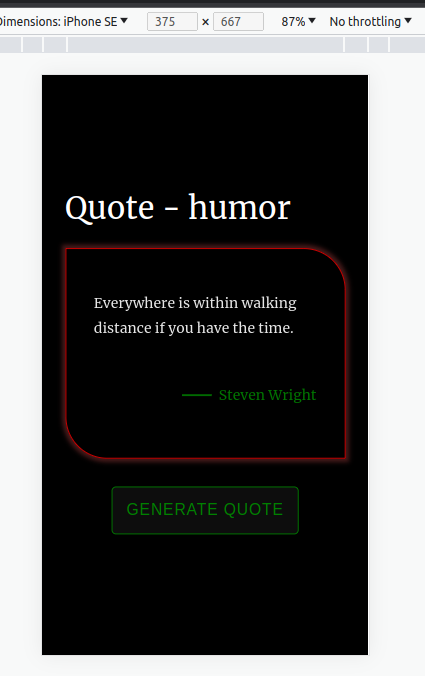 Dimensions: iPhone SE 375 × 667 87% No throttling
Quote - humor
Everywhere is within walking
distance if you have the time.
Steven Wright
GENERATE QUOTE